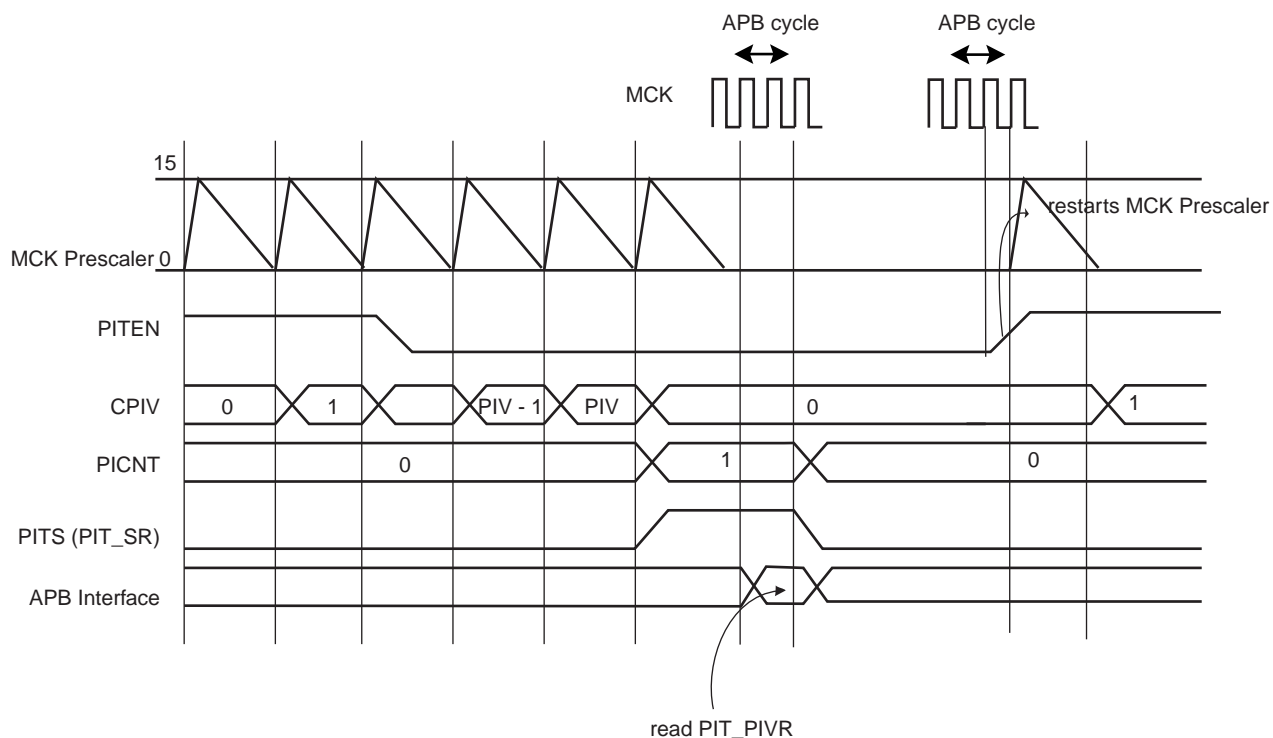 APB cycle
APB cycle
MCK
15
restarts MCK Prescaler
MCK Prescaler 0
PITEN
CPIV
0
1
PIV - 1
PIV
0
1
PICNT
0
1
0
PITS (PIT_SR)
APB Interface
read PIT_PIVR